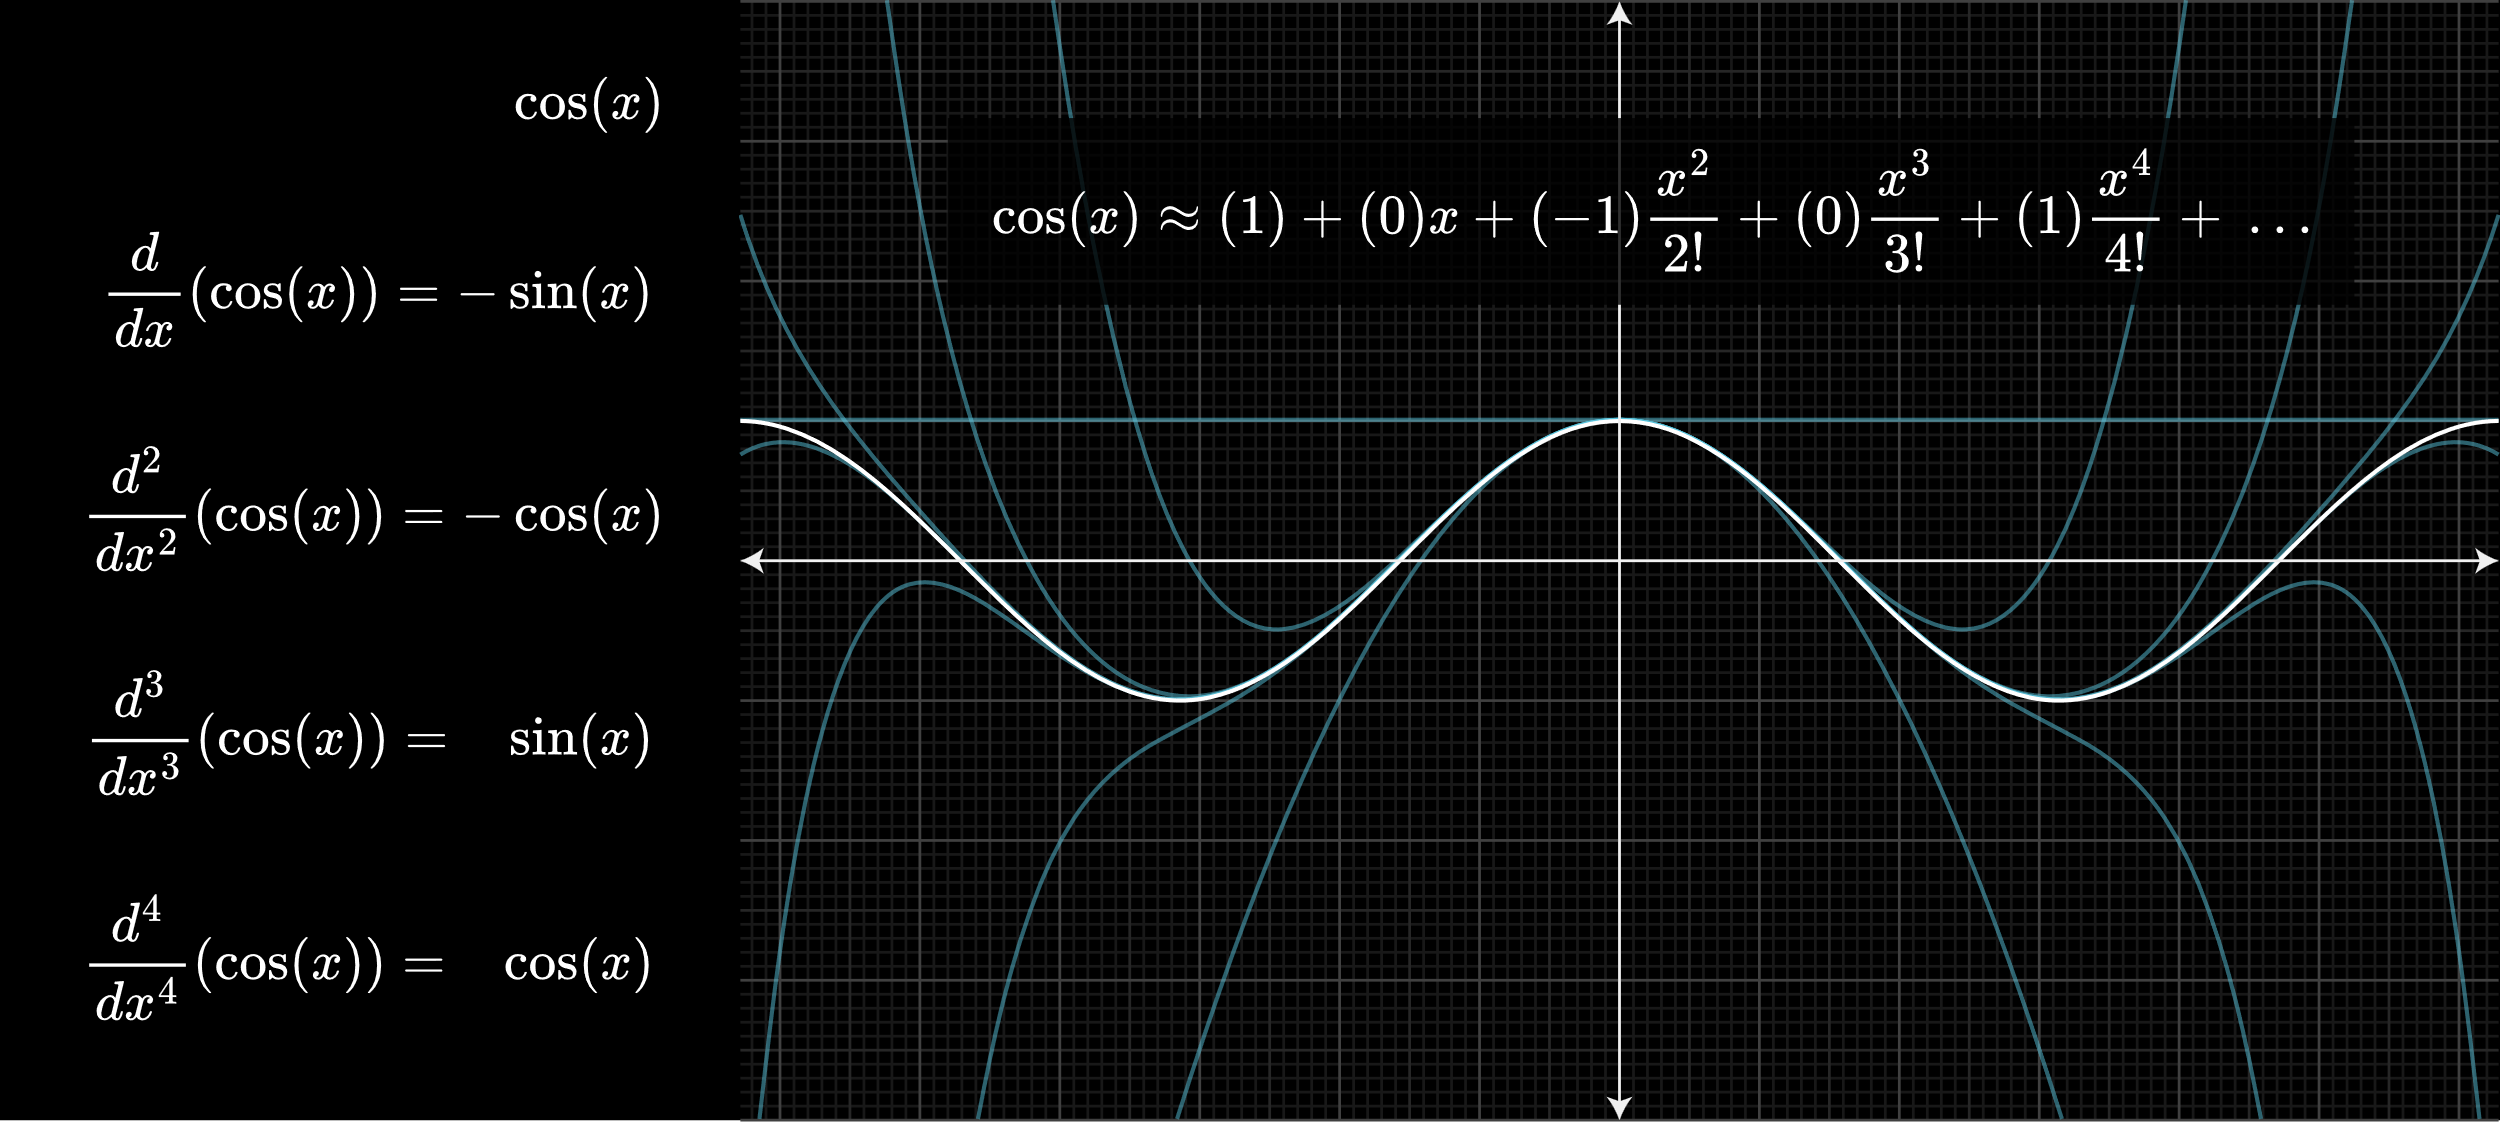 cos(x)
d/dx (cos(x)) = − sin(x)
d²/dx² (cos(x)) = − cos(x)
d³/dx³ (cos(x)) = sin(x)
d⁴/dx⁴ (cos(x)) = cos(x)
cos(x) ≈ (1) + (0)x + (−1) x²/2! + (0) x³/3! + (1) x⁴/4! + ...